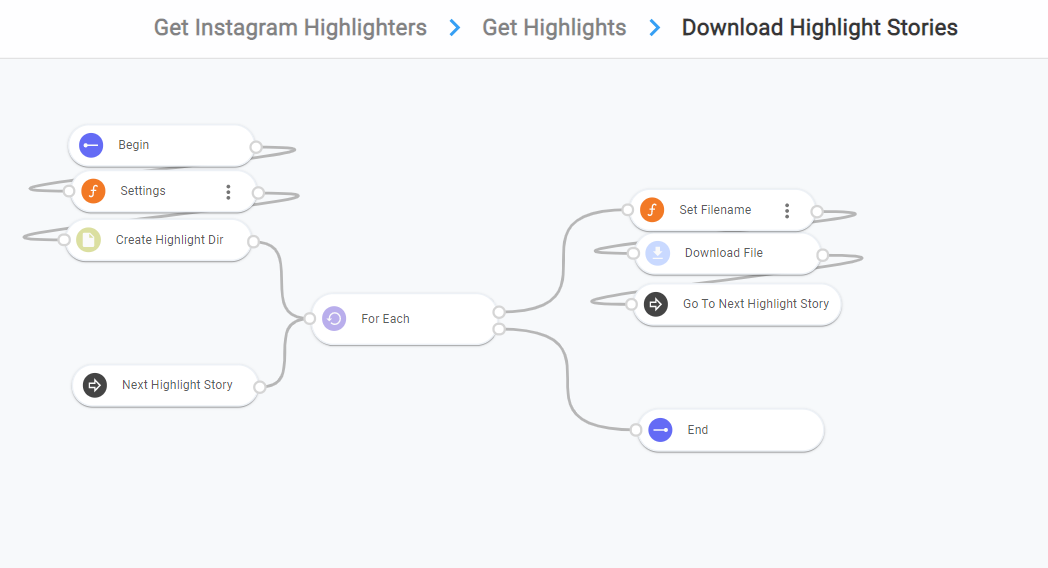 Get Instagram Highlighters > Get Highlights > Download Highlight Stories
Begin
Settings
Create Highlight Dir
Next Highlight Story
For Each
Set Filename
Download File
Go To Next Highlight Story
End